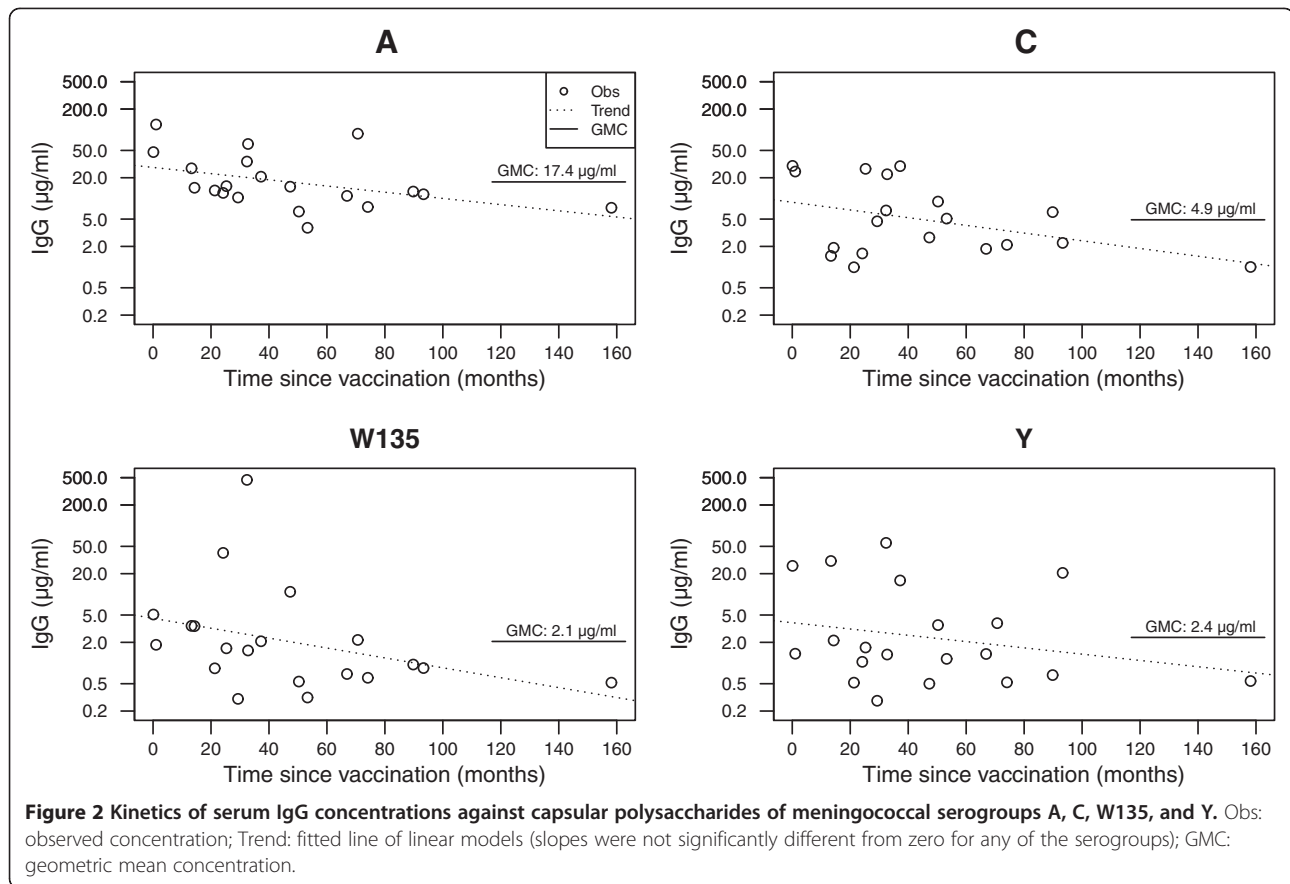 A
500.0
200.0
50.0
20.0
5.0
2.0
0.5
0.2
IgG (µg/ml)
Obs
Trend
GMC
GMC: 17.4 µg/ml
0 20 40 60 80 100 120 140 160
Time since vaccination (months)
C
500.0
200.0
50.0
20.0
5.0
2.0
0.5
0.2
IgG (µg/ml)
GMC: 4.9 µg/ml
0 20 40 60 80 100 120 140 160
Time since vaccination (months)
W135
500.0
200.0
50.0
20.0
5.0
2.0
0.5
0.2
IgG (µg/ml)
GMC: 2.1 µg/ml
0 20 40 60 80 100 120 140 160
Time since vaccination (months)
Y
500.0
200.0
50.0
20.0
5.0
2.0
0.5
0.2
IgG (µg/ml)
GMC: 2.4 µg/ml
0 20 40 60 80 100 120 140 160
Time since vaccination (months)
Figure 2 Kinetics of serum IgG concentrations against capsular polysaccharides of meningococcal serogroups A, C, W135, and Y. Obs:
observed concentration; Trend: fitted line of linear models (slopes were not significantly different from zero for any of the serogroups); GMC:
geometric mean concentration.